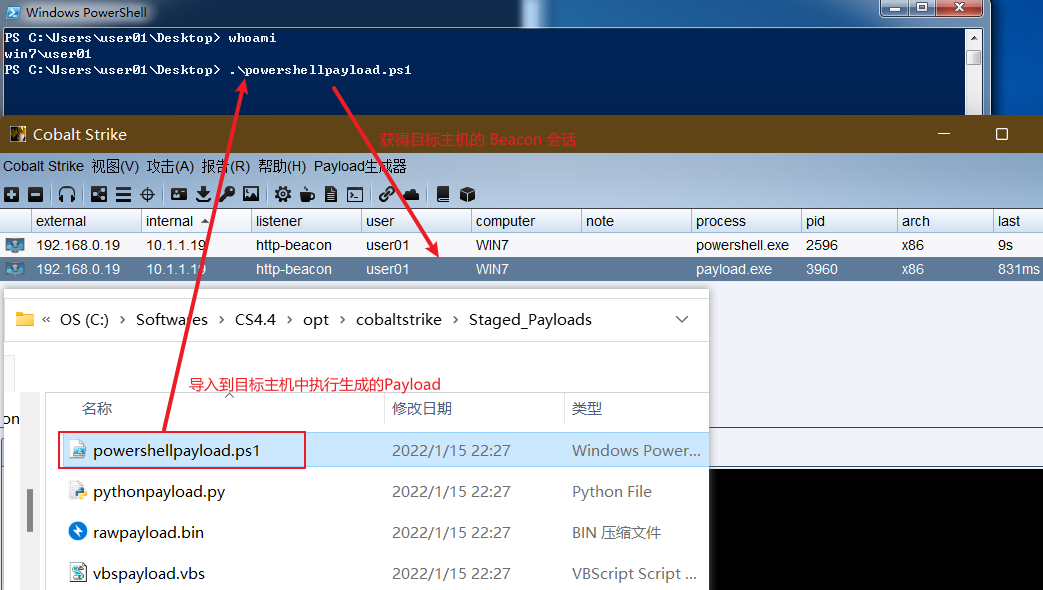 Windows PowerShell
PS C:\Users\user01\Desktop> whoami
win7\user01
PS C:\Users\user01\Desktop> .\powershellpayload.ps1
Cobalt Strike
获得目标主机的 Beacon 会话
Cobalt Strike 视图(V) 攻击(A) 报告(R) 帮助(H) Payload生成器
external internal listener user computer note process pid arch last
192.168.0.19 10.1.1.19 http-beacon user01 WIN7 powershell.exe 2596 x86 9s
192.168.0.19 10.1.1.19 http-beacon user01 WIN7 payload.exe 3960 x86 831ms
« OS (C:) › Softwares › CS4.4 › opt › cobaltstrike › Staged_Payloads
导入到目标主机中执行生成的Payload
on
名称 修改日期 类型
powershellpayload.ps1 2022/1/15 22:27 Windows Power...
pythonpayload.py 2022/1/15 22:27 Python File
rawpayload.bin 2022/1/15 22:27 BIN 压缩文件
vbspayload.vbs 2022/1/15 22:27 VBScript Script ...